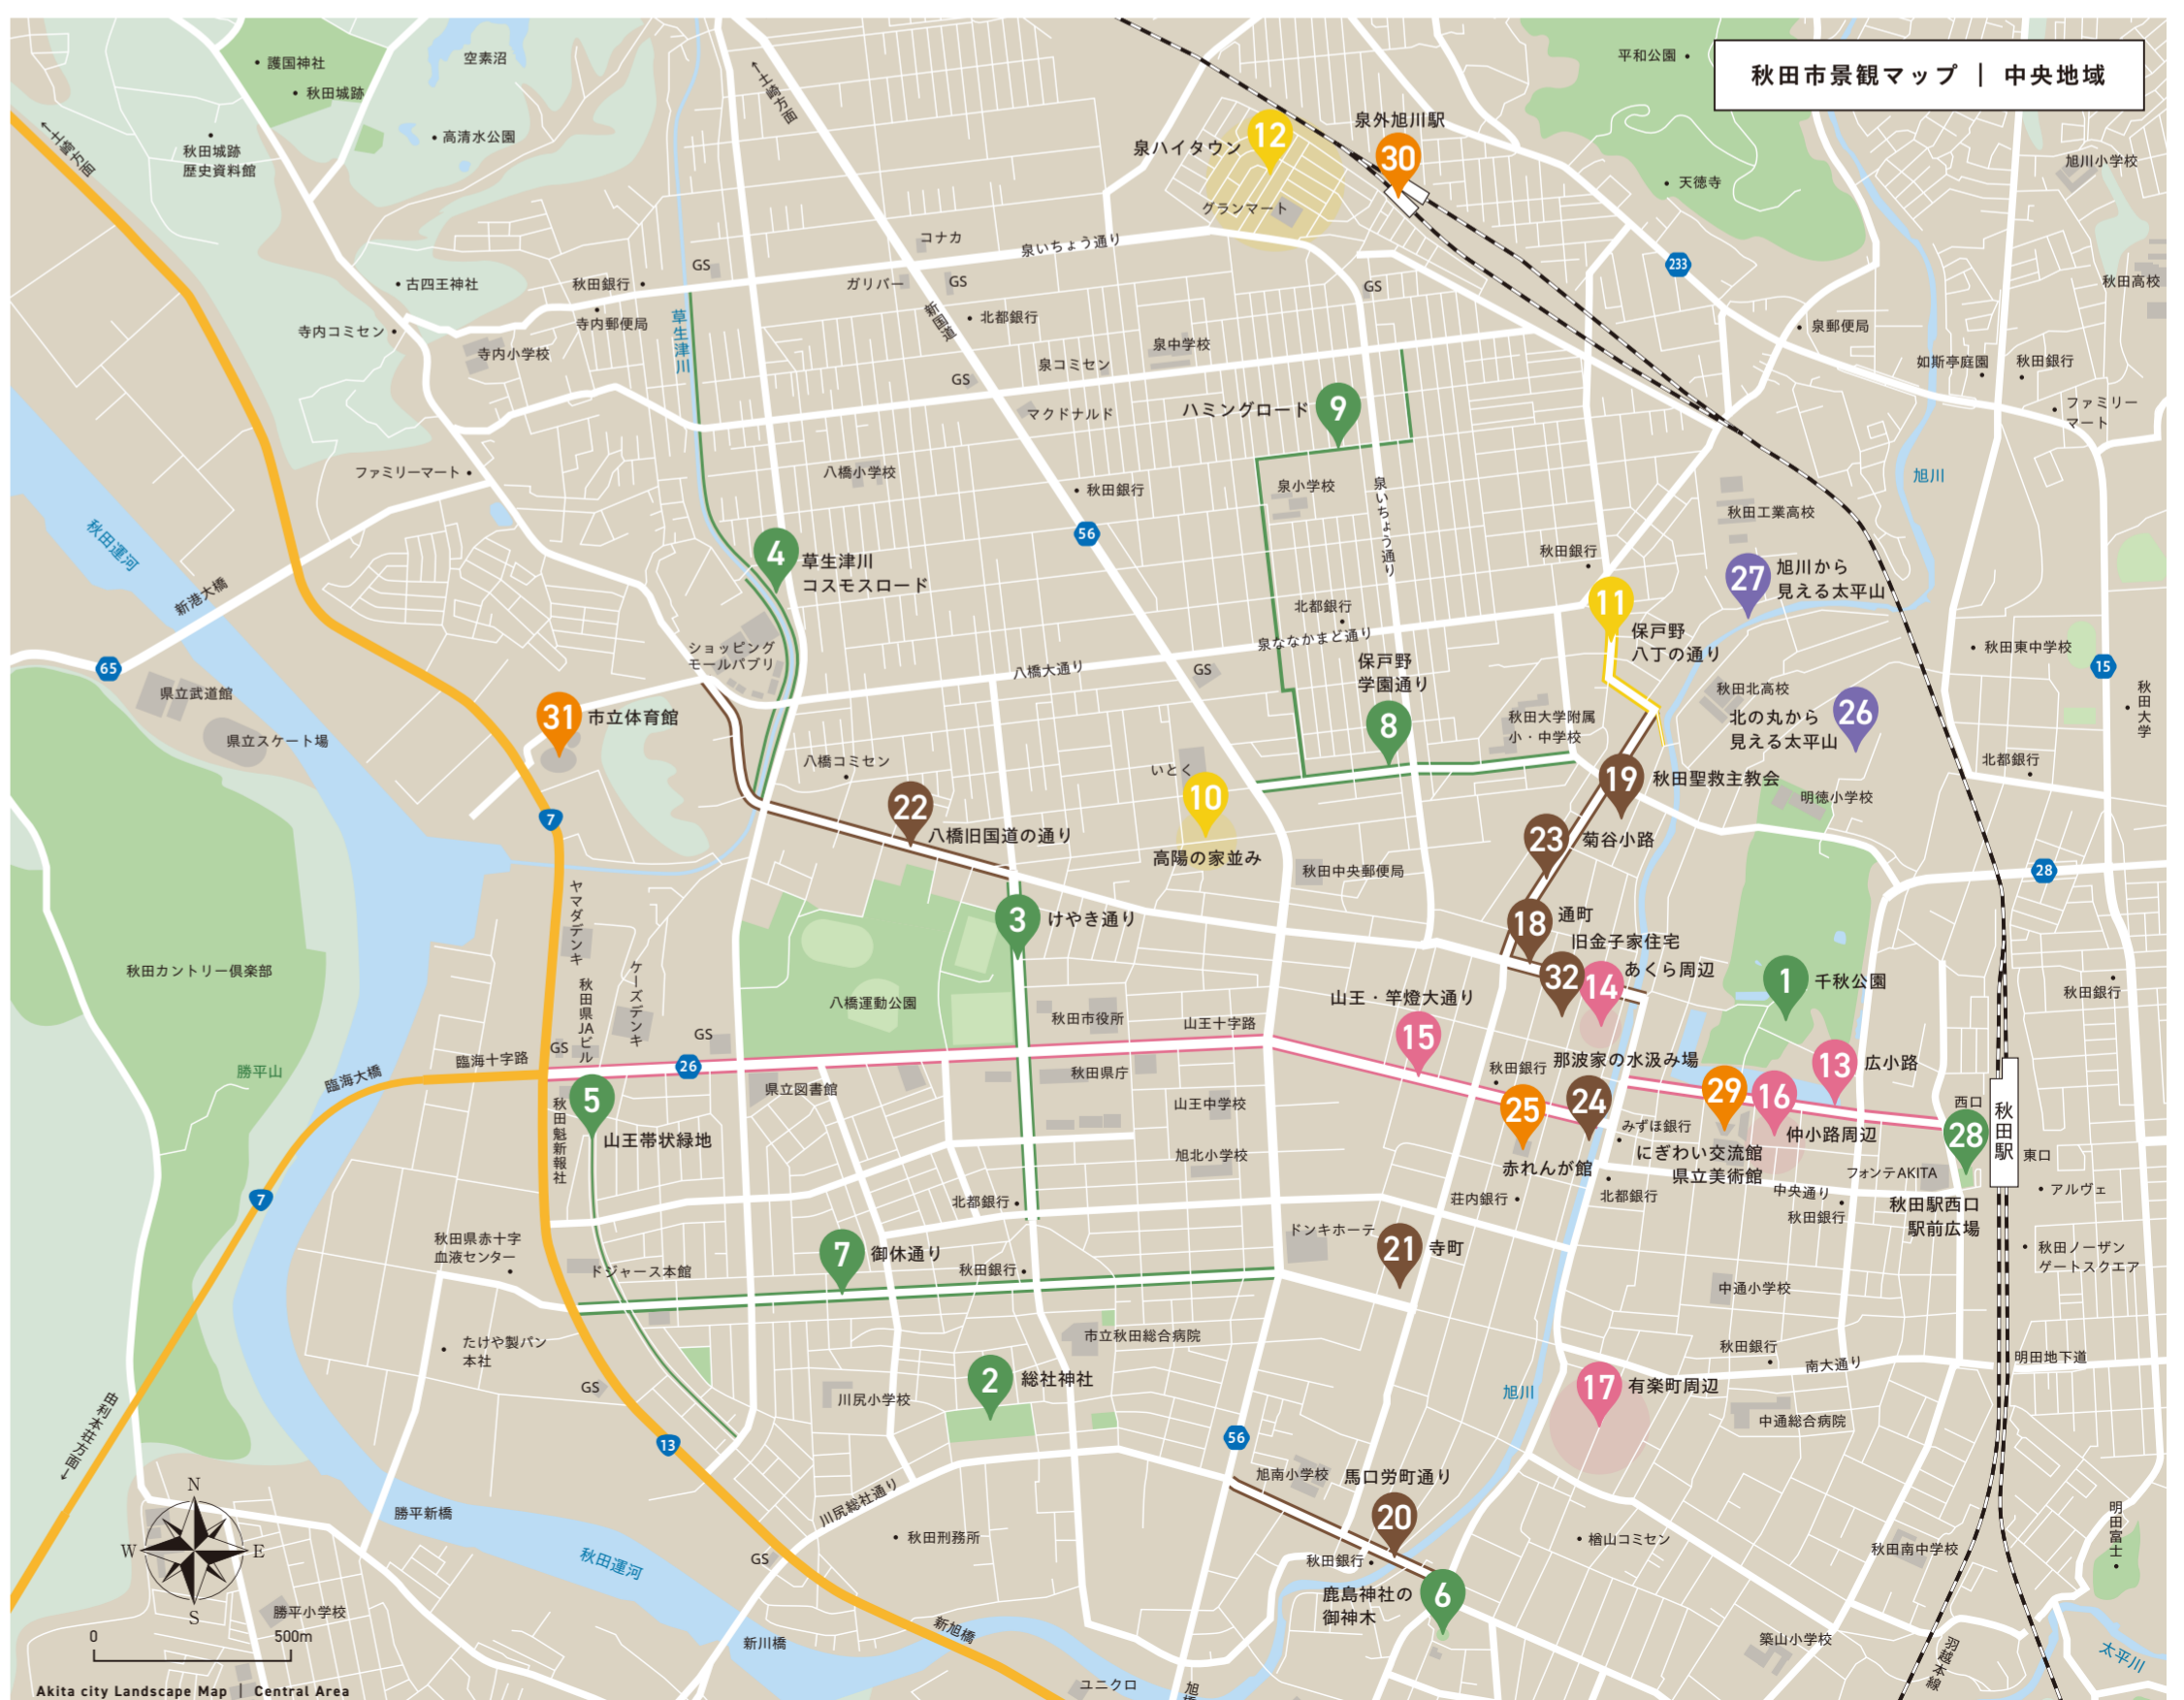 秋田市景観マップ | 中央地域
護国神社
秋田城跡
空素沼
高清水公園
秋田城跡
歴史資料館
←土崎方面
←土崎方面
平和公園
天徳寺
旭川小学校
秋田高校
泉外旭川駅
30
12
泉ハイタウン
グランマート
コナカ
泉いちょう通り
ガリバー
GS
GS
GS
新国道
北都銀行
古四王神社
秋田銀行
寺内郵便局
寺内コミセン
寺内小学校
草生津川
泉中学校
泉コミセン
GS
マクドナルド
ハミングロード
9
233
泉郵便局
如斯亭庭園
秋田銀行
ファミリー
マート
旭川
ファミリーマート
八橋小学校
秋田銀行
泉小学校
泉いちょう通り
秋田工業高校
秋田銀行
秋田運河
新港大橋
56
4
草生津川
コスモスロード
27
旭川から
見える太平山
11
保戸野
八丁の通り
北都銀行
泉ななかまど通り
ショッピング
モールパブリ
八橋大通り
GS
保戸野
学園通り
8
65
県立武道館
県立スケート場
31
市立体育館
秋田東中学校
15
秋田大学
秋田北高校
北の丸から
見える太平山
26
秋田大学附属
小・中学校
北都銀行
八橋コミセン
いとく
10
高陽の家並み
22
八橋旧国道の通り
19
秋田聖救主教会
明徳小学校
7
23
菊谷小路
秋田中央郵便局
28
ヤマダデンキ
3
けやき通り
18
通町
旧金子家住宅
32
14
あくら周辺
1
千秋公園
秋田カントリー倶楽部
秋田県JAビル
ケーズデンキ
八橋運動公園
秋田市役所
山王十字路
山王・竿燈大通り
15
秋田銀行
GS
GS
臨海十字路
26
勝平山
臨海大橋
県立図書館
秋田県庁
秋田銀行
那波家の水汲み場
13
広小路
5
山王帯状緑地
秋田魁新報社
山王中学校
25
赤れんが館
24
みずほ銀行
29
にぎわい交流館
県立美術館
16
仲小路周辺
西口
28
秋田駅
東口
旭北小学校
フォンテAKITA
7
北都銀行
荘内銀行
北都銀行
中央通り
秋田銀行
アルヴェ
秋田駅西口
駅前広場
秋田県赤十字
血液センター
7
御休通り
ドンキホーテ
21
寺町
秋田ノーザン
ゲートスクエア
ドジャース本館
秋田銀行
中通小学校
たけや製パン
本社
市立秋田総合病院
秋田銀行
南大通り
明田地下道
GS
2
総社神社
川尻小学校
旭川
17
有楽町周辺
中通総合病院
由利本荘方面→
13
56
N
W
E
S
勝平新橋
川尻総社通り
旭南小学校
馬口労町通り
20
秋田刑務所
GS
秋田運河
秋田銀行
楢山コミセン
秋田南中学校
明田富士
鹿島神社の
御神木
6
勝平小学校
0
500m
新川橋
新旭橋
築山小学校
羽越本線
太平川
ユニクロ
Akita city Landscape Map | Central Area